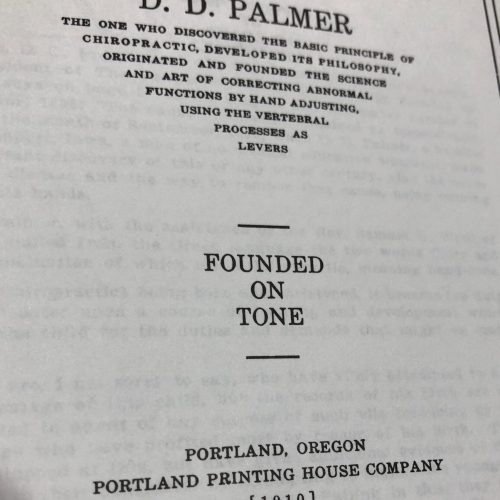 D. D. PALMER
THE ONE WHO DISCOVERED THE BASIC PRINCIPLE OF
CHIROPRACTIC, DEVELOPED ITS PHILOSOPHY,
ORIGINATED AND FOUNDED THE SCIENCE
AND ART OF CORRECTING ABNORMAL
FUNCTIONS BY HAND ADJUSTING,
USING THE VERTEBRAL
PROCESSES AS
LEVERS
FOUNDED
ON
TONE
PORTLAND, OREGON
PORTLAND PRINTING HOUSE COMPANY
[1910]